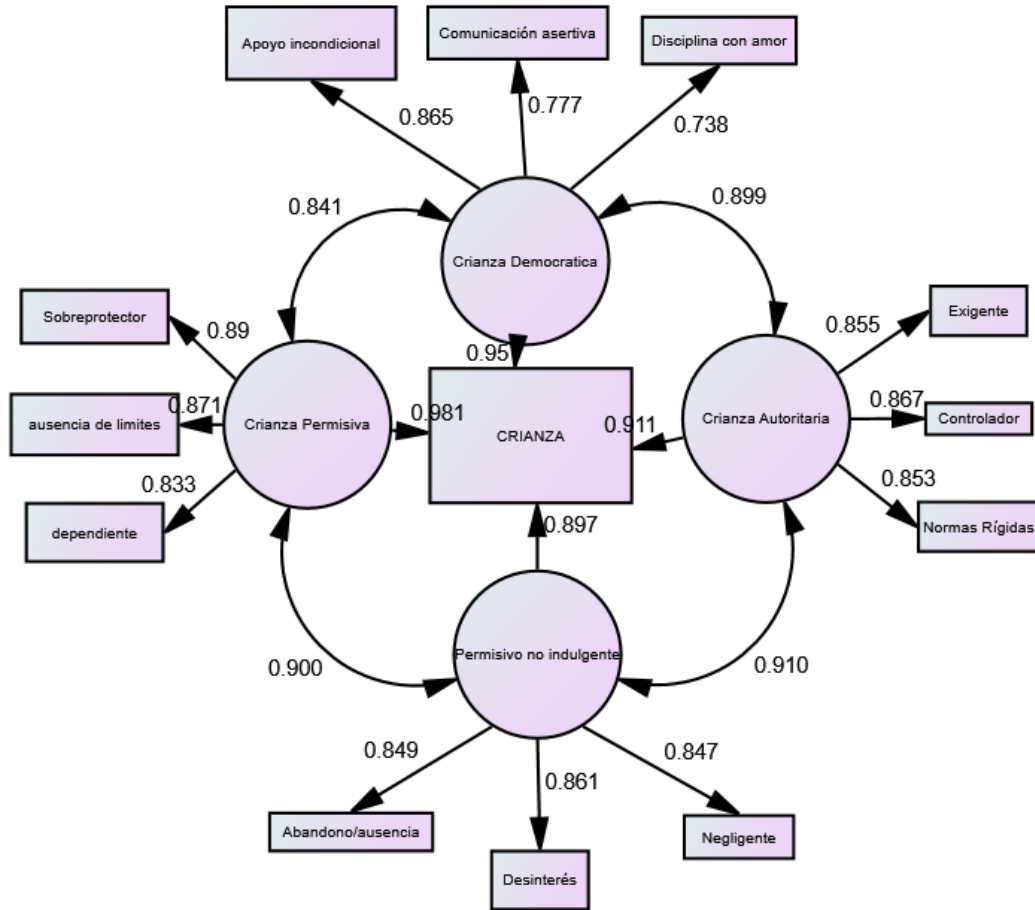 Apoyo incondicional
Comunicación asertiva
Disciplina con amor
0.865
0.777
0.738
0.841
0.899
Crianza Democratica
Sobreprotector
0.89
Exigente
0.855
0.95
ausencia de limites
0.871
Crianza Permisiva
0.981
CRIANZA
0.911
Crianza Autoritaria
0.867
Controlador
dependiente
0.833
0.853
Normas Rígidas
0.897
0.900
Permisivo no indulgente
0.910
0.849
0.861
0.847
Abandono/ausencia
Desinterés
Negligente